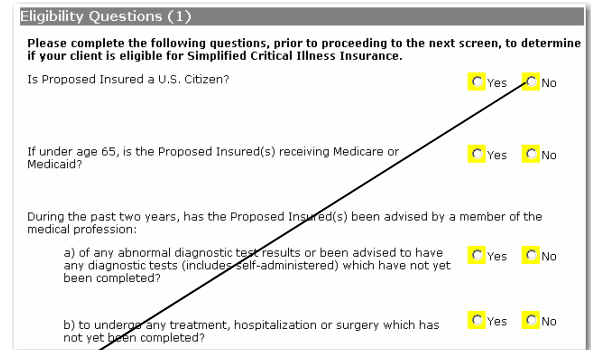 Eligibility Questions (1)
Please complete the following questions, prior to proceeding to the next screen, to determine
if your client is eligible for Simplified Critical Illness Insurance.
Is Proposed Insured a U.S. Citizen? Yes No
If under age 65, is the Proposed Insured(s) receiving Medicare or
Medicaid? Yes No
During the past two years, has the Proposed Insured(s) been advised by a member of the
medical profession:
a) of any abnormal diagnostic test results or been advised to have
any diagnostic tests (includes self-administered) which have not yet Yes No
been completed?
b) to undergo any treatment, hospitalization or surgery which has Yes No
not yet been completed?